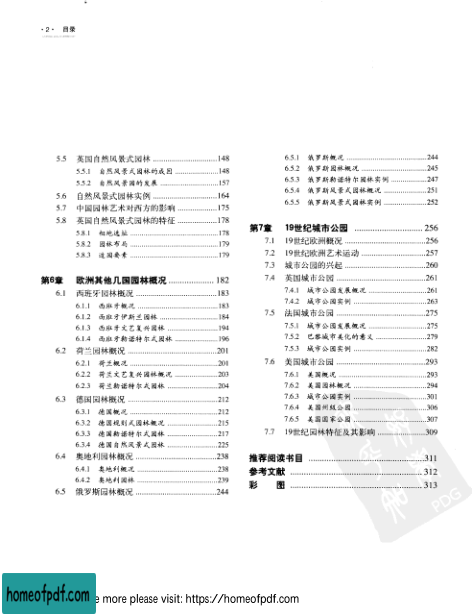 · 2 · 目录
5.5 英国自然风景式园林 ……………………148
5.5.1 自然风景式园林的成因 ……………148
5.5.2 自然风景园的发展 …………………157
5.6 自然风景式园林实例 ……………………164
5.7 中国园林艺术对西方的影响 ……………175
5.8 英国自然风景式园林的特征 ……………178
5.8.1 相地选址 ……………………………178
5.8.2 园林布局 ……………………………179
5.8.3 造园要素 ……………………………179
第6章 欧洲其他几国园林概况 ……………… 182
6.1 西班牙园林概况 …………………………183
6.1.1 西班牙概况 …………………………183
6.1.2 西班牙伊斯兰园林 …………………184
6.1.3 西班牙文艺复兴园林 ………………194
6.1.4 西班牙勒诺特尔式园林 ……………196
6.2 荷兰园林概况 ……………………………201
6.2.1 荷兰概况 ……………………………201
6.2.2 荷兰文艺复兴园林概况 ……………203
6.2.3 荷兰勒诺特尔式园林 ………………204
6.3 德国园林概况 ……………………………212
6.3.1 德国概况 ……………………………212
6.3.2 德国规则式园林概况 ………………215
6.3.3 德国勒诺特尔式园林 ………………217
6.3.4 德国自然风景式园林 ………………225
6.4 奥地利园林概况 …………………………238
6.4.1 奥地利概况 …………………………238
6.4.2 奥地利园林 …………………………239
6.5 俄罗斯园林概况 …………………………244
6.5.1 俄罗斯概况 …………………………244
6.5.2 俄罗斯园林概况 ……………………245
6.5.3 俄罗斯勒诺特尔园林实例 …………247
6.5.4 俄罗斯风景式园林概况 ……………251
6.5.5 俄罗斯风景式园林实例 ……………252
第7章 19世纪城市公园 ……………………… 256
7.1 19世纪欧洲概况 …………………………256
7.2 19世纪欧洲艺术运动 ……………………257
7.3 城市公园的兴起 …………………………260
7.4 英国城市公园 ……………………………261
7.4.1 城市公园发展概况 …………………261
7.4.2 城市公园实例 ………………………263
7.5 法国城市公园 ……………………………275
7.5.1 城市公园发展概况 …………………275
7.5.2 巴黎城市美化的意义 ………………279
7.5.3 城市公园实例 ………………………282
7.6 美国城市公园 ……………………………293
7.6.1 美国概况 ……………………………293
7.6.2 美国园林概况 ………………………294
7.6.3 城市公园实例 ………………………301
7.6.4 美国州级公园 ………………………306
7.6.5 美国国家公园 ………………………307
7.7 19世纪园林特征及其影响 ………………309
推荐阅读书目 …………………………………311
参考文献 ……………………………………… 312
彩 图 ………………………………………… 313
PDG
homeofpdf.com
e more please visit: https://homeofpdf.com